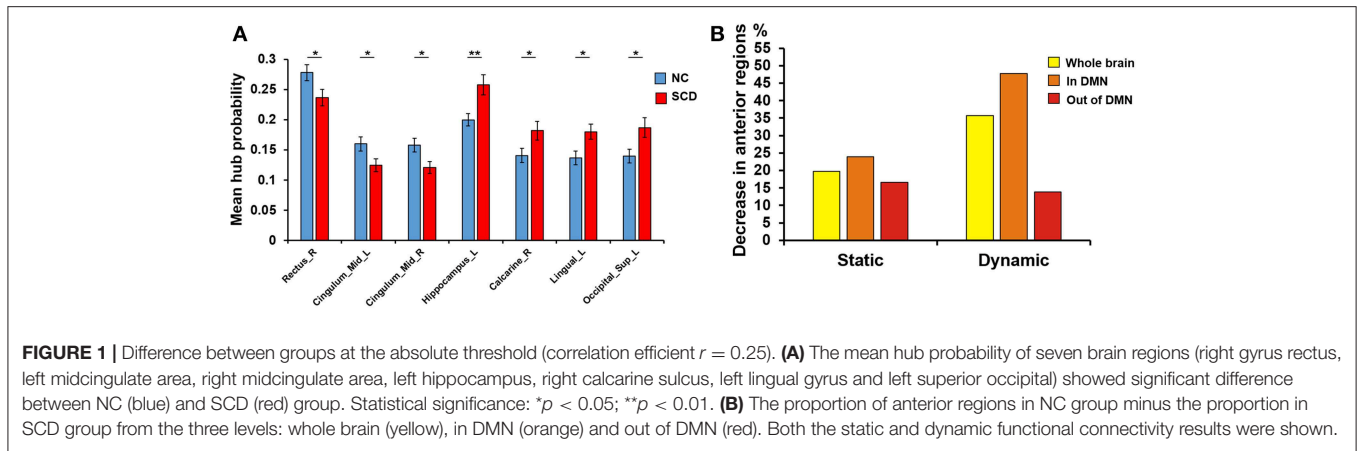 A
Mean hub probability
0.3
0.25
0.2
0.15
0.1
0.05
0
* * * ** * * *
NC
SCD
Rectus_R
Cingulum_Mid_L
Cingulum_Mid_R
Hippocampus_L
Calcarine_R
Lingual_L
Occipital_Sup_L
B
Decrease in anterior regions %
55
50
45
40
35
30
25
20
15
10
5
0
Whole brain
In DMN
Out of DMN
Static Dynamic
FIGURE 1 | Difference between groups at the absolute threshold (correlation efficient r = 0.25). (A) The mean hub probability of seven brain regions (right gyrus rectus,
left midcingulate area, right midcingulate area, left hippocampus, right calcarine sulcus, left lingual gyrus and left superior occipital) showed significant difference
between NC (blue) and SCD (red) group. Statistical significance: *p < 0.05; **p < 0.01. (B) The proportion of anterior regions in NC group minus the proportion in
SCD group from the three levels: whole brain (yellow), in DMN (orange) and out of DMN (red). Both the static and dynamic functional connectivity results were shown.